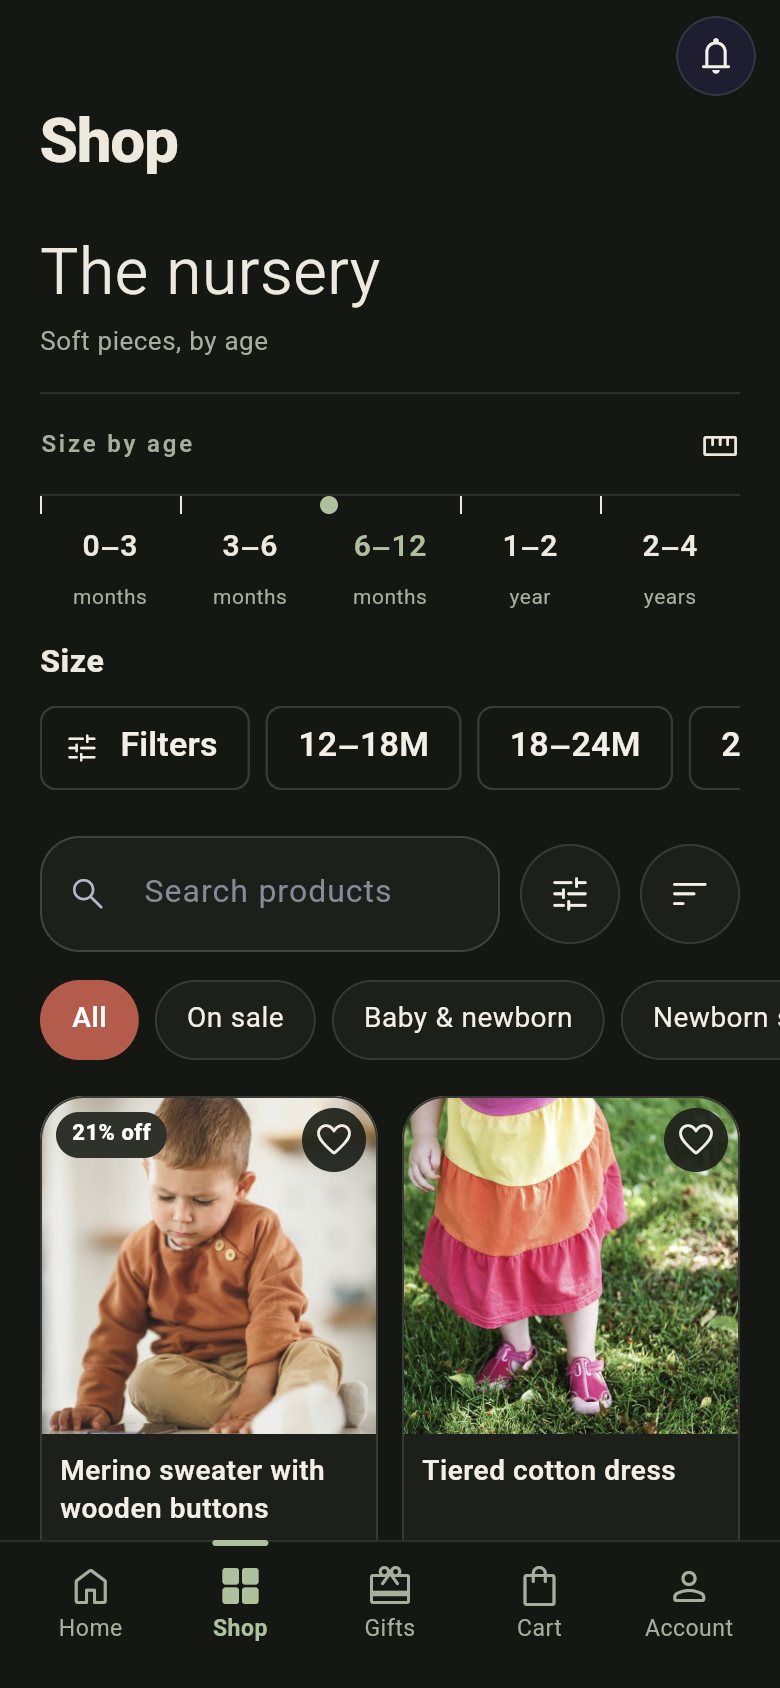 Shop
The nursery
Soft pieces, by age
Size by age
0–3 3–6 6–12 1–2 2–4
months months months year years
Size
Filters 12–18M 18–24M 2
Search products
All On sale Baby & newborn Newborn
21% off
Merino sweater with
wooden buttons
Tiered cotton dress
Home Shop Gifts Cart Account